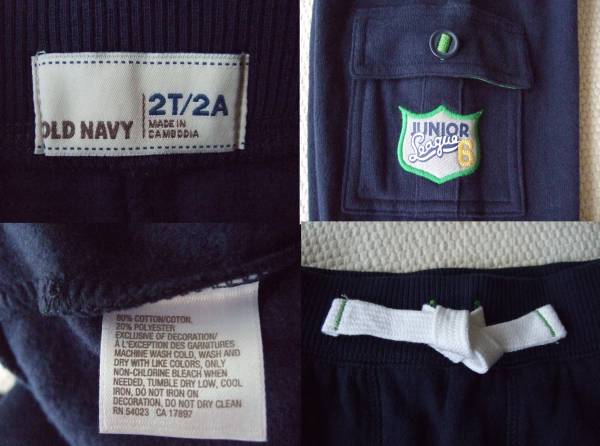 OLD NAVY
2T/2A
MADE IN
CAMBODIA
JUNIOR
League
6
80% COTTON/COTON,
20% POLYESTER
EXCLUSIVE OF DECORATION/
À L'EXCEPTION DES GARNITURES
MACHINE WASH COLD, WASH AND
DRY WITH LIKE COLORS, ONLY
NON-CHLORINE BLEACH WHEN
NEEDED, TUMBLE DRY LOW, COOL
IRON, DO NOT IRON ON
DECORATION, DO NOT DRY CLEAN
RN 54023 CA 17897